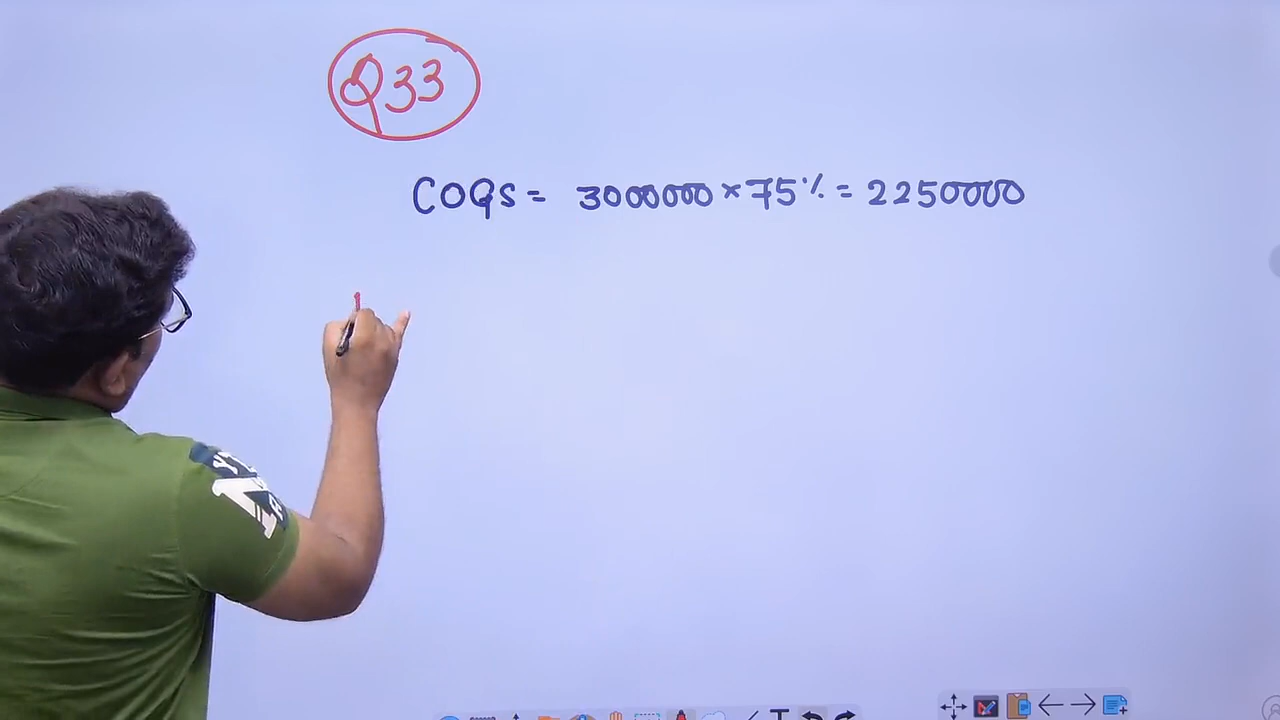 Q33
COGS = 3000000 × 75% = 2250000